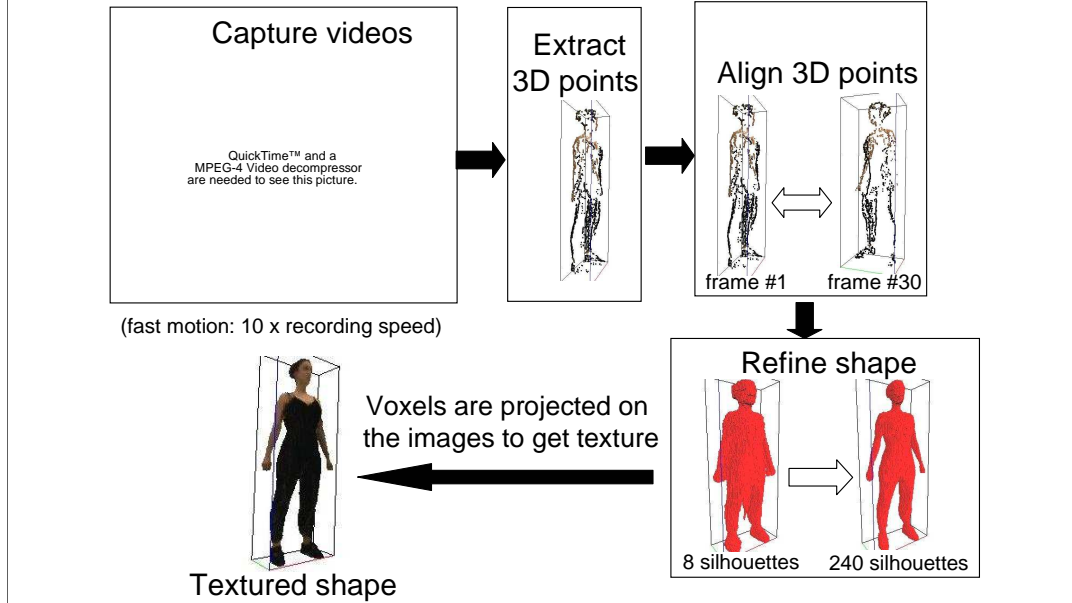 Capture videos
QuickTime™ and a
MPEG-4 Video decompressor
are needed to see this picture.
(fast motion: 10 x recording speed)
Extract
3D points
Align 3D points
frame #1
frame #30
Refine shape
8 silhouettes
240 silhouettes
Voxels are projected on
the images to get texture
Textured shape